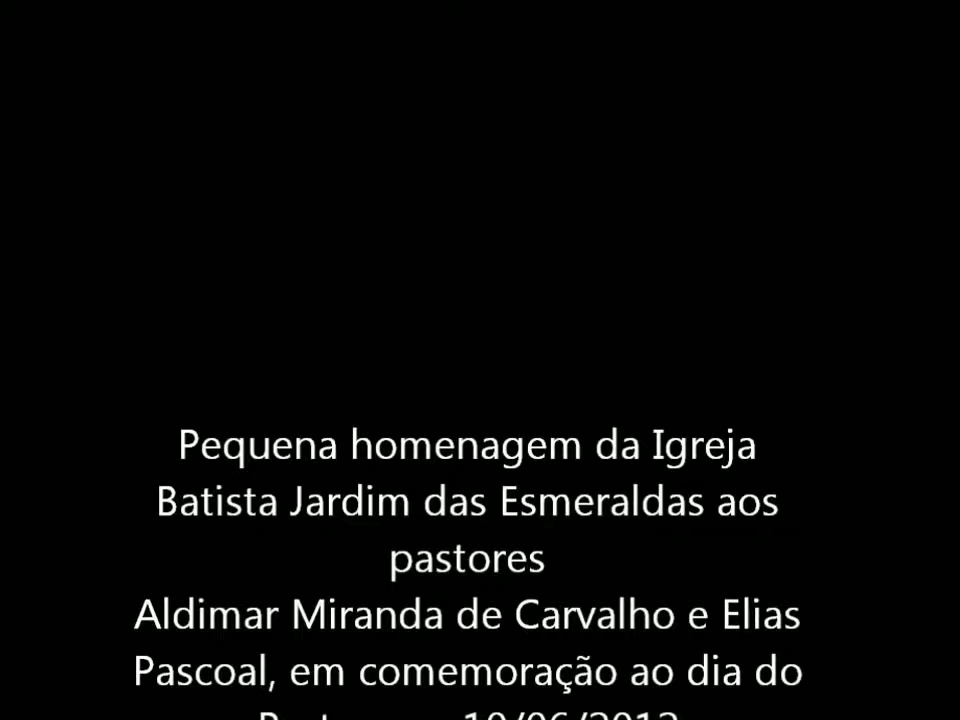 Pequena homenagem da Igreja
Batista Jardim das Esmeraldas aos
pastores
Aldimar Miranda de Carvalho e Elias
Pascoal, em comemoração ao dia do